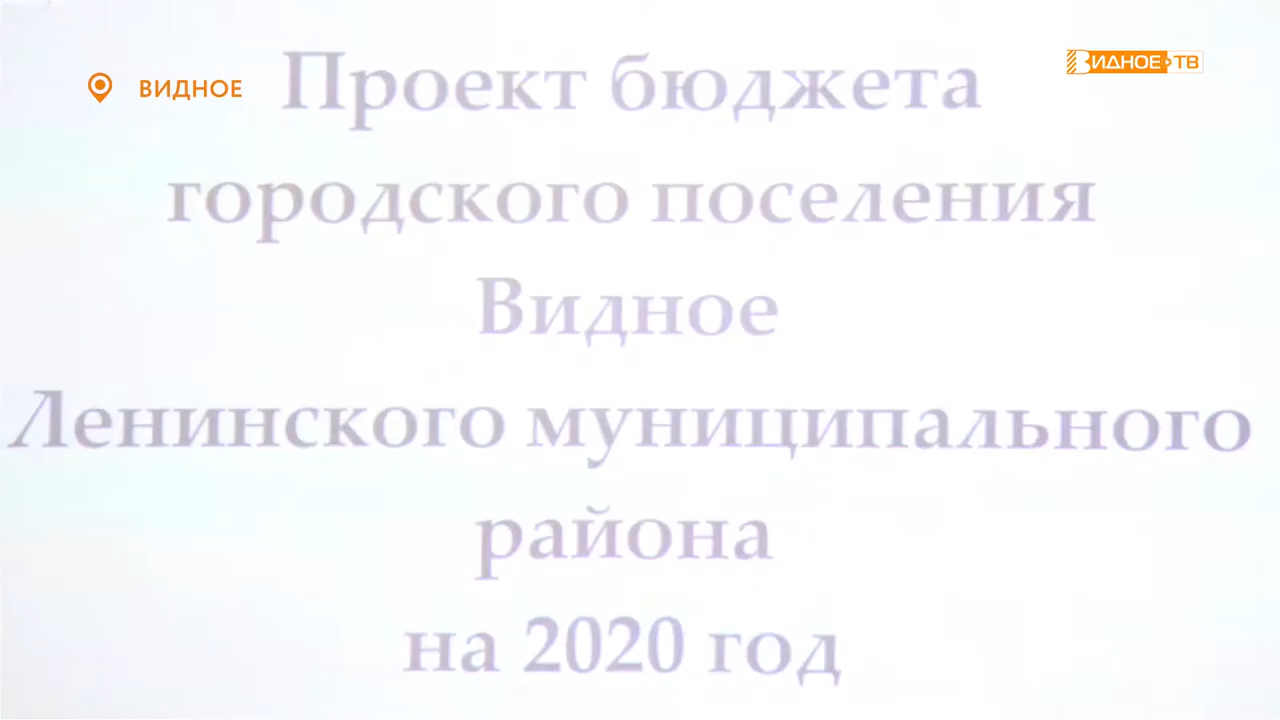 ВИДНОЕ
ВИДНОЕ ТВ
Проект бюджета
городского поселения
Видное
Ленинского муниципального
района
на 2020 год